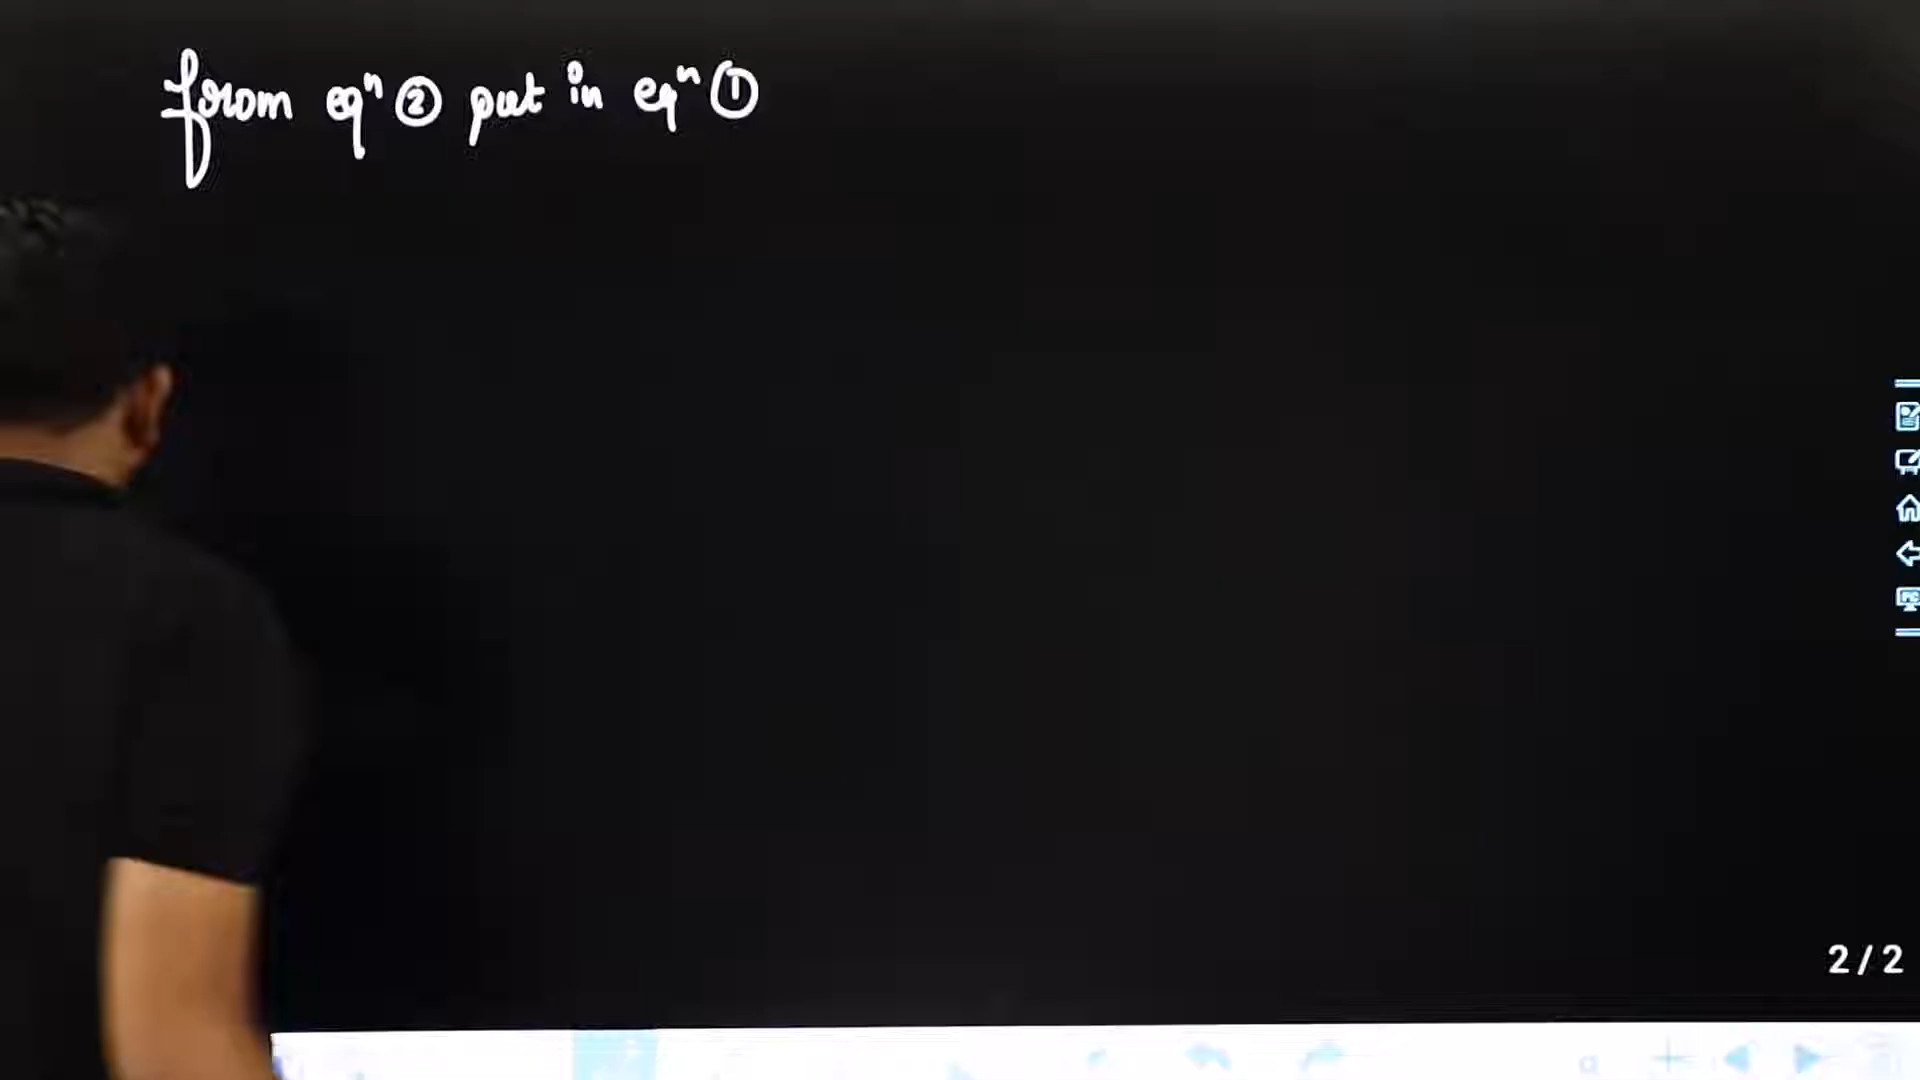 from eqⁿ ② put in eqⁿ ①
2/2